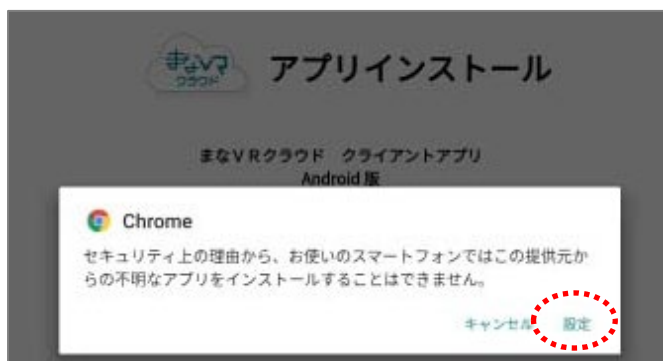 まなVR
クラウド
アプリインストール
まなVRクラウド クライアントアプリ
Android 版
Chrome
セキュリティ上の理由から、お使いのスマートフォンではこの提供元か
らの不明なアプリをインストールすることはできません。
キャンセル 設定